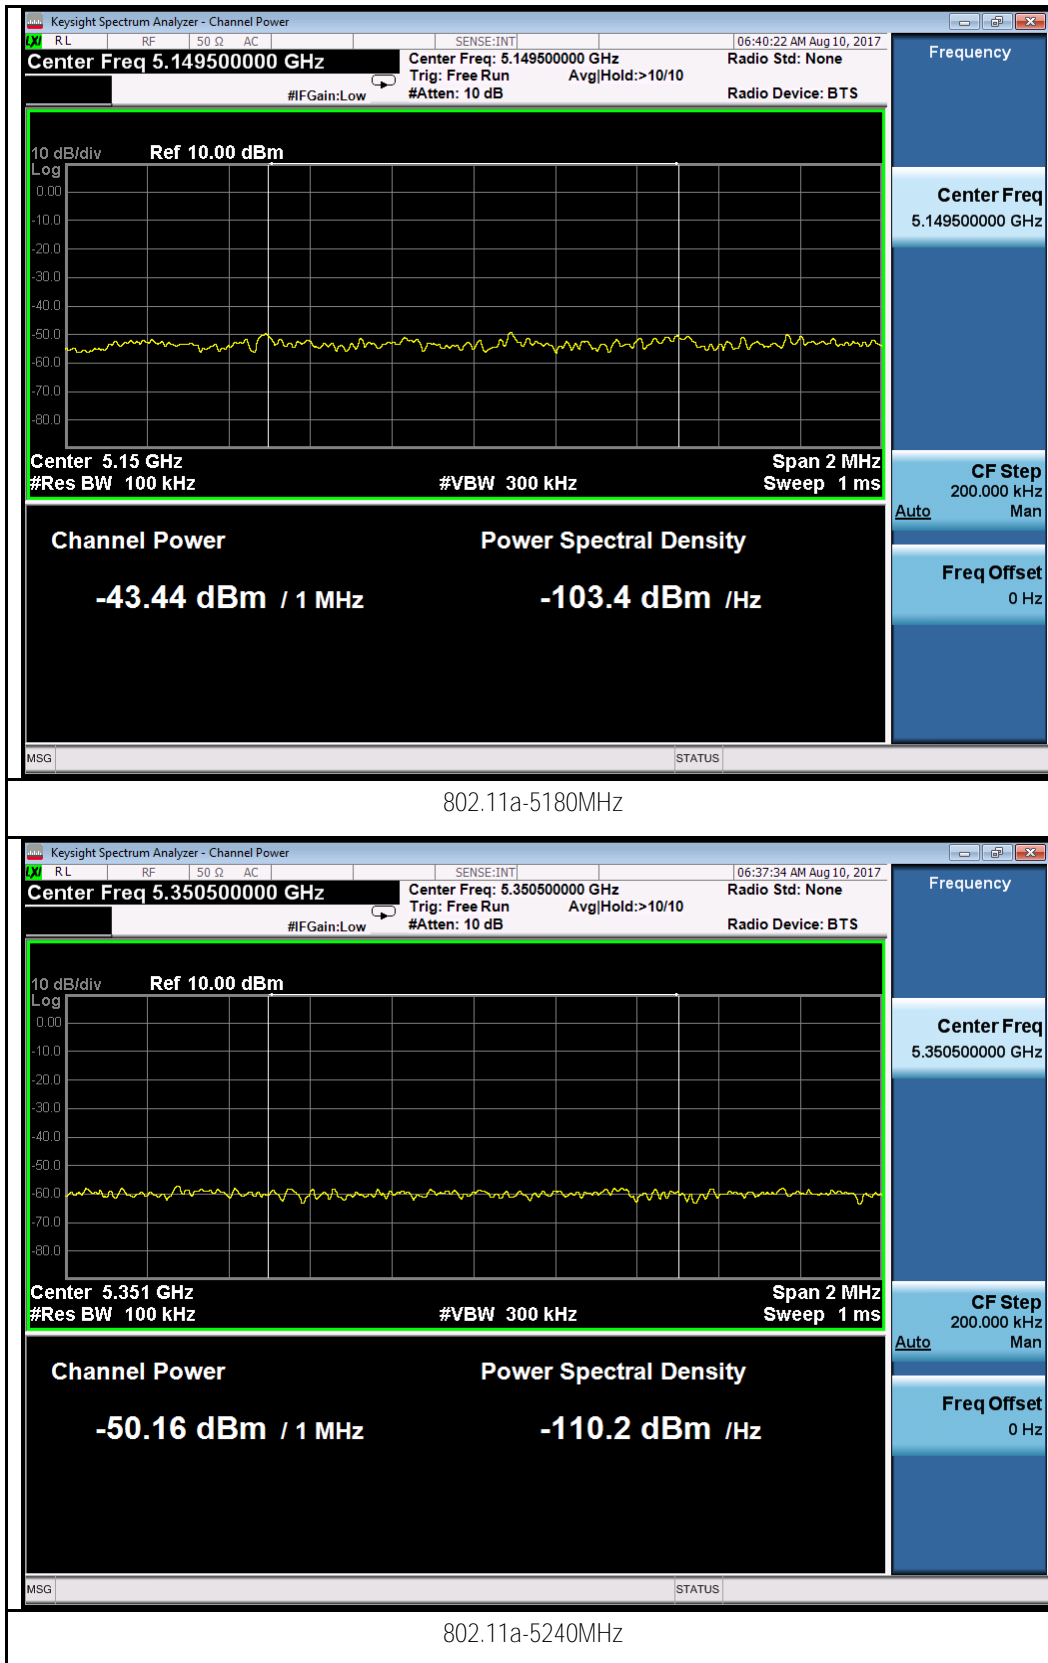 Keysight Spectrum Analyzer - Channel Power
LXI RL RF 50 Ω AC SENSE:INT 06:40:22 AM Aug 10, 2017
Center Freq 5.149500000 GHz
#IFGain:Low
Center Freq: 5.149500000 GHz
Trig: Free Run Avg|Hold:>10/10
#Atten: 10 dB
Radio Std: None
Radio Device: BTS
Frequency
10 dB/div Ref 10.00 dBm
Log
0.00
-10.0
-20.0
-30.0
-40.0
-50.0
-60.0
-70.0
-80.0
Center 5.15 GHz Span 2 MHz
#Res BW 100 kHz #VBW 300 kHz Sweep 1 ms
Channel Power Power Spectral Density
-43.44 dBm / 1 MHz -103.4 dBm /Hz
Center Freq
5.149500000 GHz
CF Step
200.000 kHz
Auto Man
Freq Offset
0 Hz
MSG STATUS
802.11a-5180MHz
Keysight Spectrum Analyzer - Channel Power
LXI RL RF 50 Ω AC SENSE:INT 06:37:34 AM Aug 10, 2017
Center Freq 5.350500000 GHz
#IFGain:Low
Center Freq: 5.350500000 GHz
Trig: Free Run Avg|Hold:>10/10
#Atten: 10 dB
Radio Std: None
Radio Device: BTS
Frequency
10 dB/div Ref 10.00 dBm
Log
0.00
-10.0
-20.0
-30.0
-40.0
-50.0
-60.0
-70.0
-80.0
Center 5.351 GHz Span 2 MHz
#Res BW 100 kHz #VBW 300 kHz Sweep 1 ms
Channel Power Power Spectral Density
-50.16 dBm / 1 MHz -110.2 dBm /Hz
Center Freq
5.350500000 GHz
CF Step
200.000 kHz
Auto Man
Freq Offset
0 Hz
MSG STATUS
802.11a-5240MHz